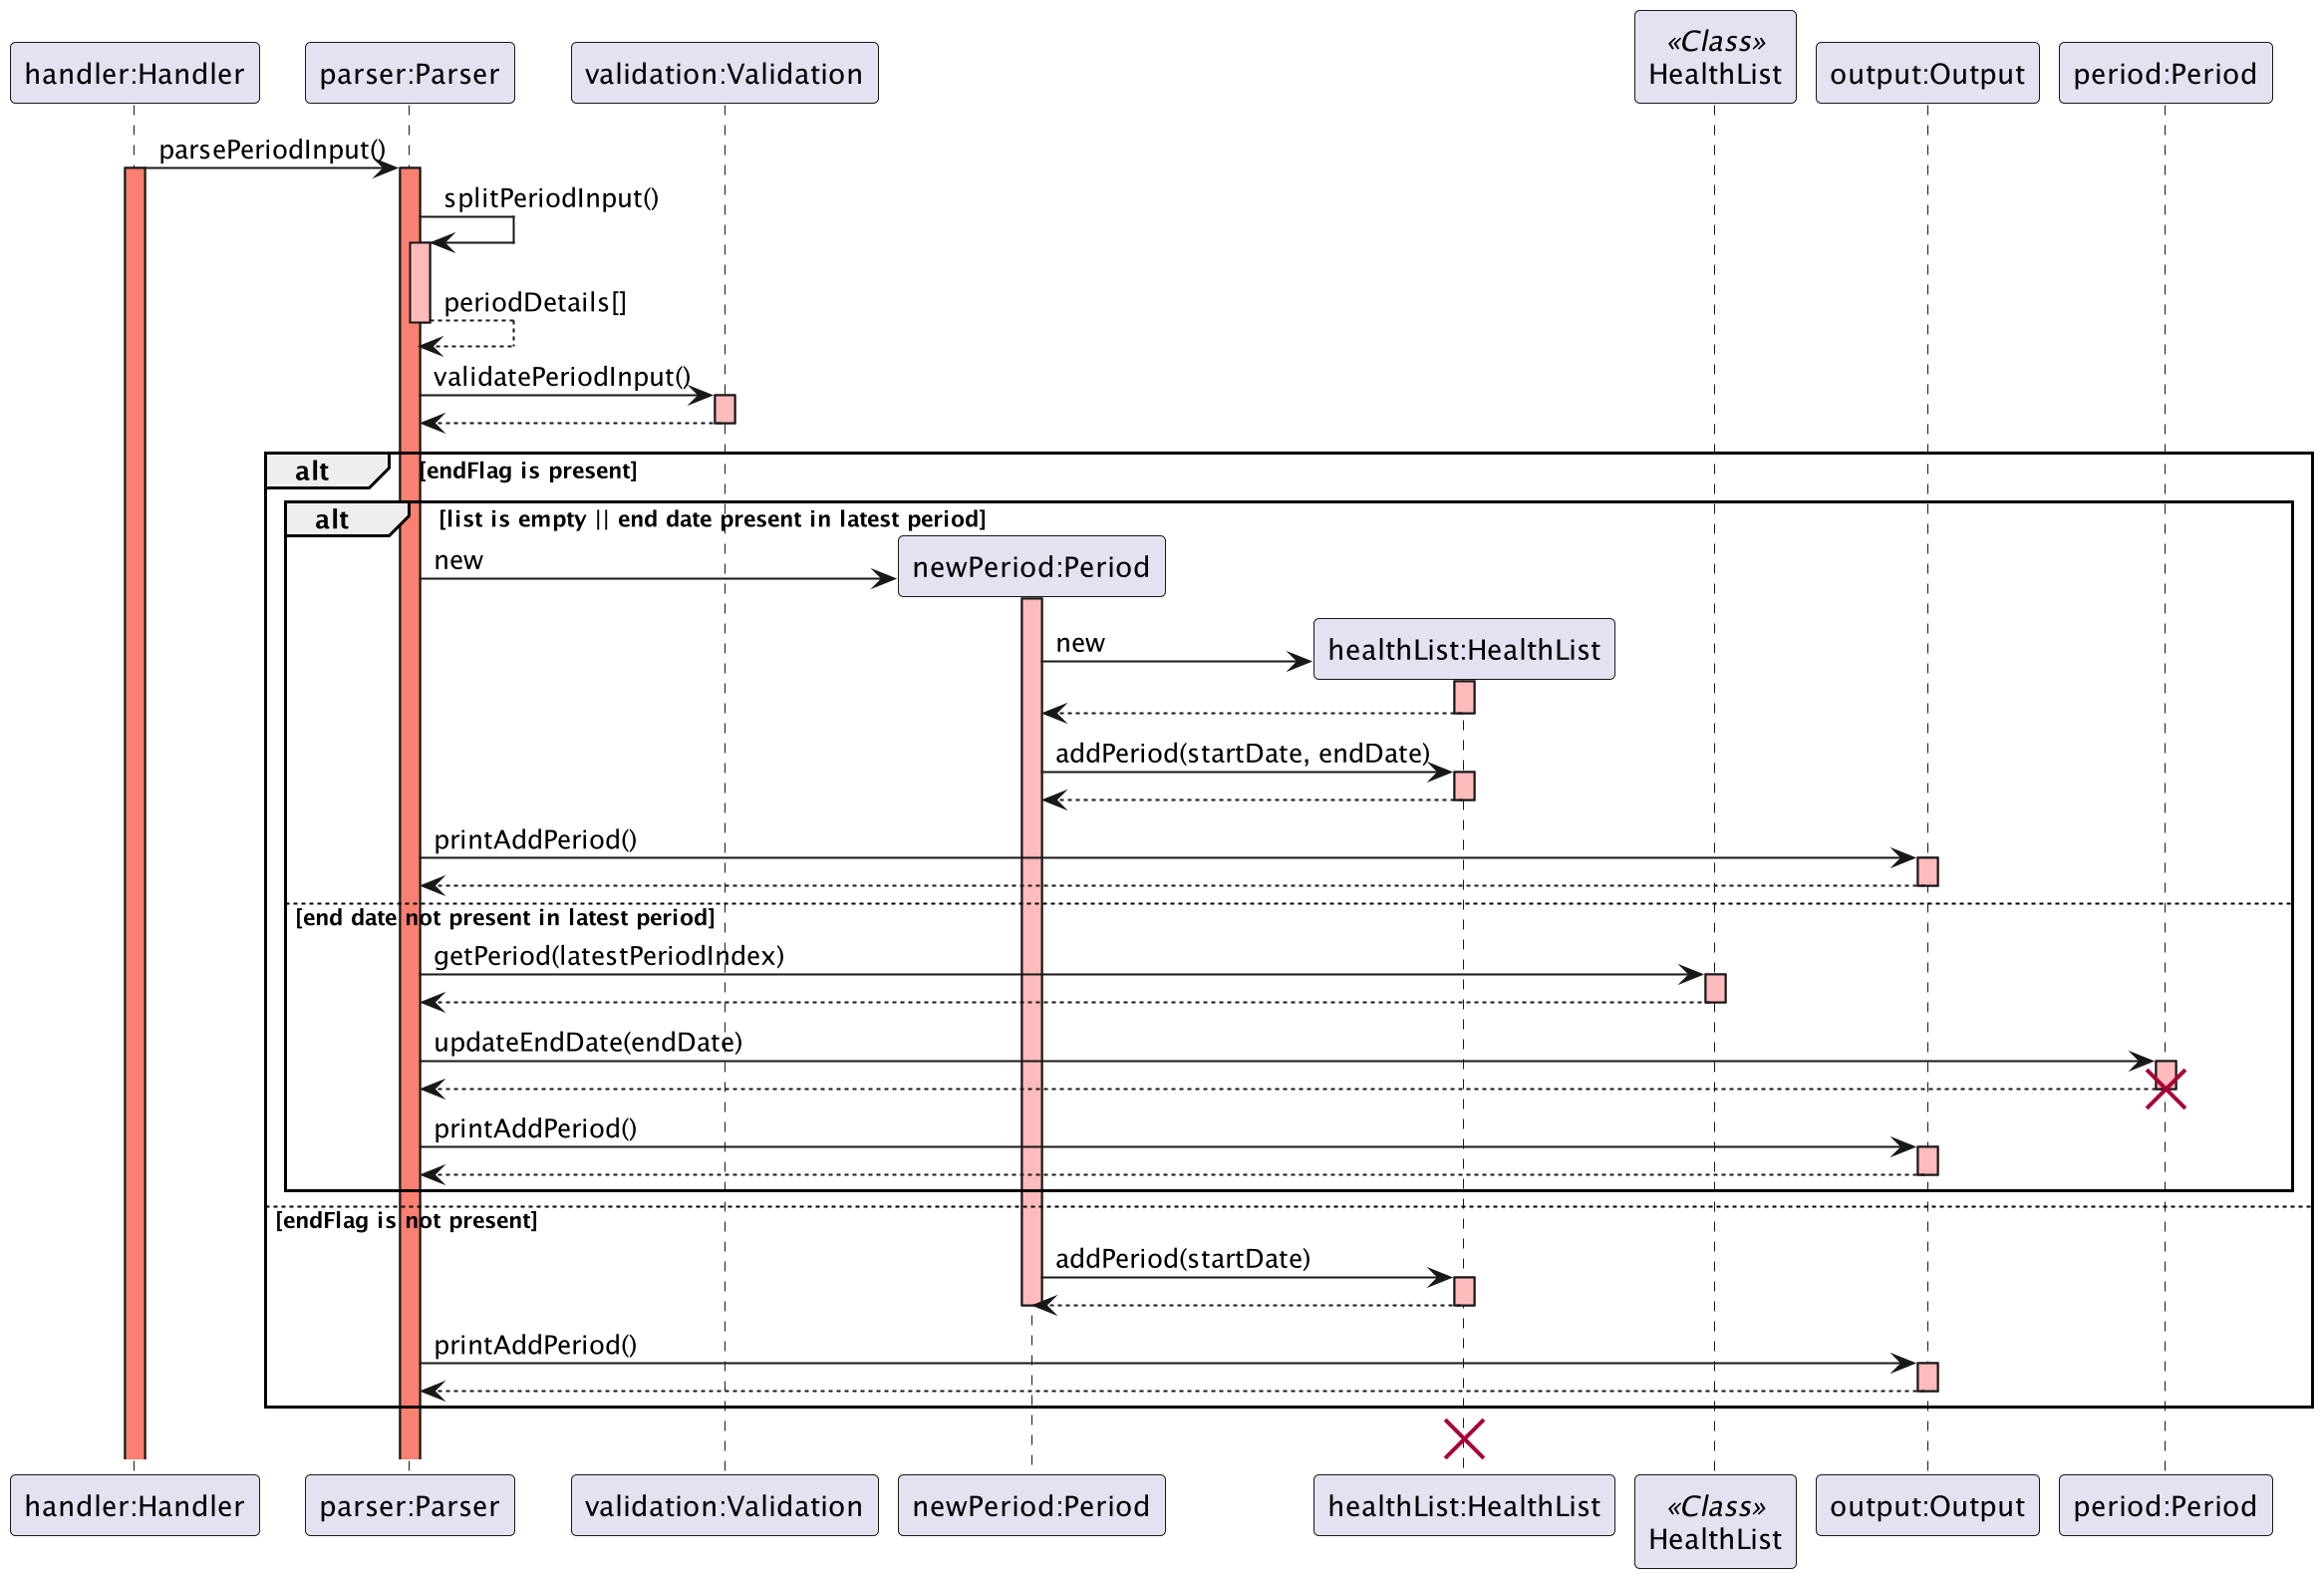 «Class»
handler:Handler
parser:Parser
validation:Validation
HealthList
output:Output
period:Period
parsePeriodInput()
splitPeriodInput()
periodDetails[]
validatePeriodInput()
alt
[endFlag is present]
alt
[list is empty || end date present in latest period]
new
newPeriod:Period
new
healthList:HealthList
addPeriod(startDate, endDate)
printAddPeriod()
[end date not present in latest period]
getPeriod(latestPeriodIndex)
updateEndDate(endDate)
printAddPeriod()
[endFlag is not present]
addPeriod(startDate)
printAddPeriod()
handler:Handler
parser:Parser
validation:Validation
newPeriod:Period
healthList:HealthList
«Class»
HealthList
output:Output
period:Period